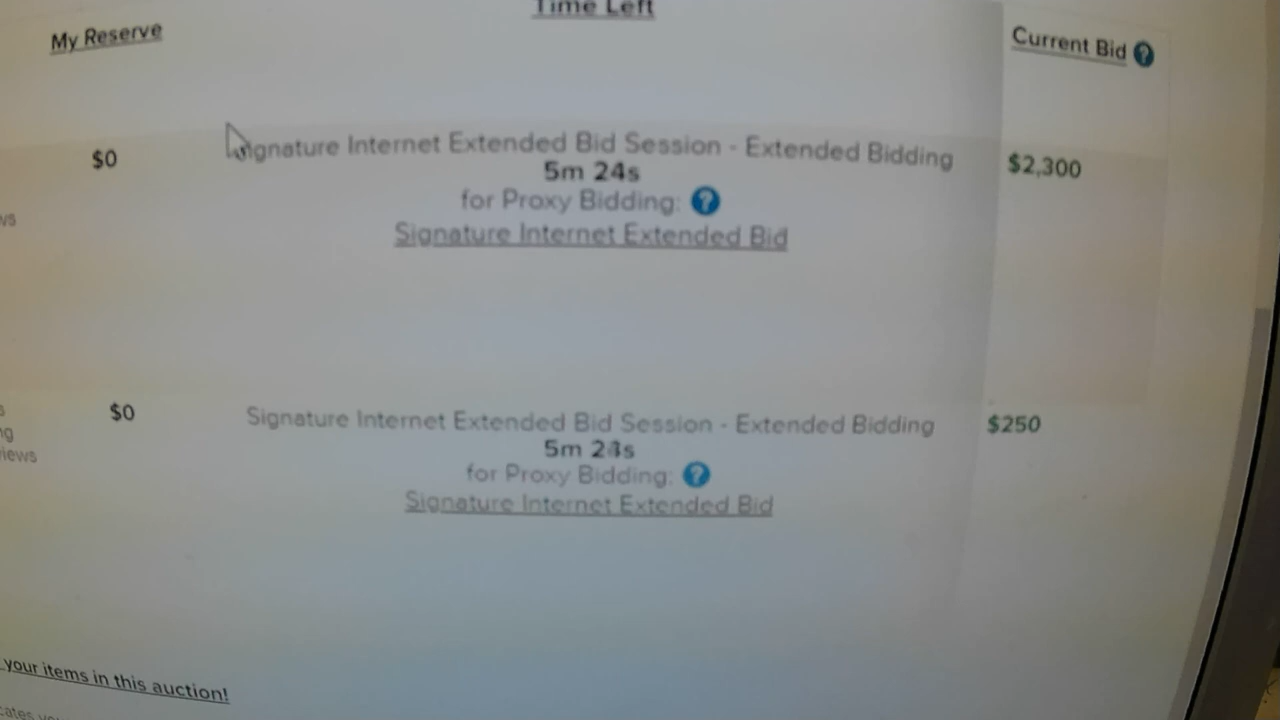 Time Left
My Reserve
Current Bid ?
Signature Internet Extended Bid Session - Extended Bidding
$0
5m 24s
$2,300
for Proxy Bidding: ?
Signature Internet Extended Bid
Signature Internet Extended Bid Session - Extended Bidding
$0
$250
5m 23s
for Proxy Bidding: ?
iews
Signature Internet Extended Bid
your items in this auction!